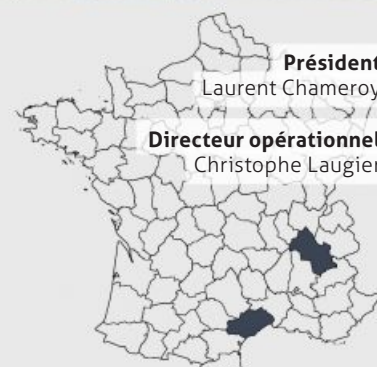 Président
Laurent Chameroy
Directeur opérationnel
Christophe Laugier